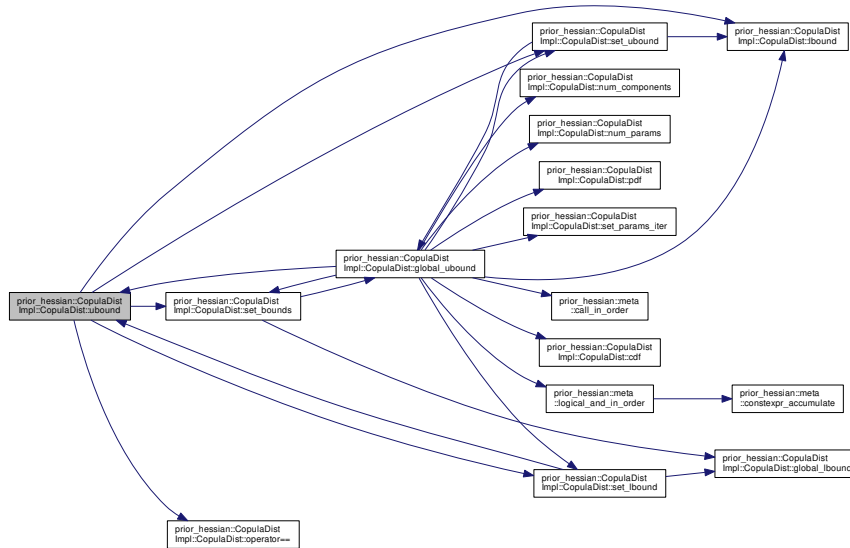 prior_hessian::CopulaDist
Impl::CopulaDist::set_ubound
prior_hessian::CopulaDist
Impl::CopulaDist::lbound
prior_hessian::CopulaDist
Impl::CopulaDist::num_components
prior_hessian::CopulaDist
Impl::CopulaDist::num_params
prior_hessian::CopulaDist
Impl::CopulaDist::pdf
prior_hessian::CopulaDist
Impl::CopulaDist::set_params_iter
prior_hessian::CopulaDist
Impl::CopulaDist::global_ubound
prior_hessian::CopulaDist
Impl::CopulaDist::ubound
prior_hessian::CopulaDist
Impl::CopulaDist::set_bounds
prior_hessian::meta
::call_in_order
prior_hessian::CopulaDist
Impl::CopulaDist::cdf
prior_hessian::meta
::logical_and_in_order
prior_hessian::meta
::constexpr_accumulate
prior_hessian::CopulaDist
Impl::CopulaDist::global_lbound
prior_hessian::CopulaDist
Impl::CopulaDist::set_lbound
prior_hessian::CopulaDist
Impl::CopulaDist::operator==